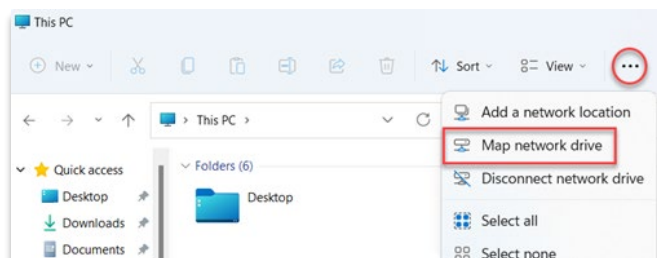 This PC
New
Sort
View
...
This PC
Add a network location
Map network drive
Disconnect network drive
Select all
Select none
Quick access
Desktop
Downloads
Documents
Folders (6)
Desktop